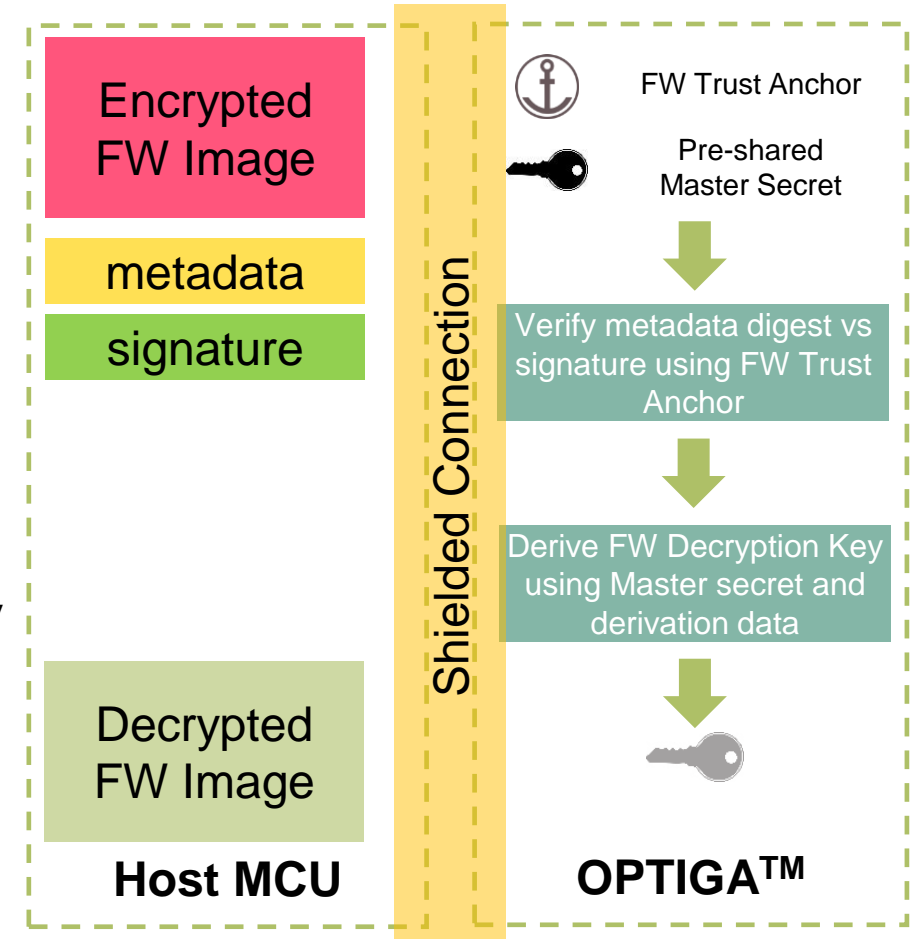 Encrypted
FW Image
metadata
signature
Decrypted
FW Image
Host MCU
Shielded Connection
FW Trust Anchor
Pre-shared
Master Secret
Verify metadata digest vs
signature using FW Trust
Anchor
Derive FW Decryption Key
using Master secret and
derivation data
OPTIGA™